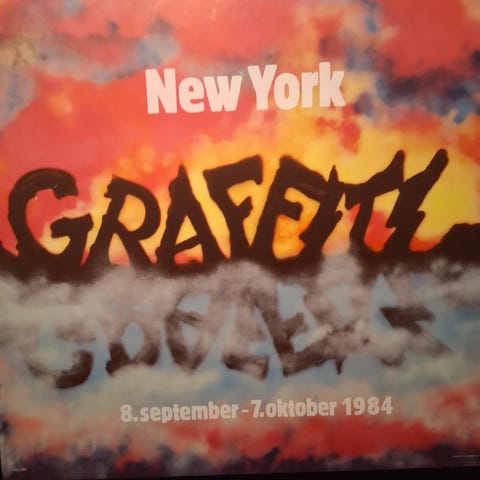 New York
GRAFFITI
8.september-7.oktober 1984